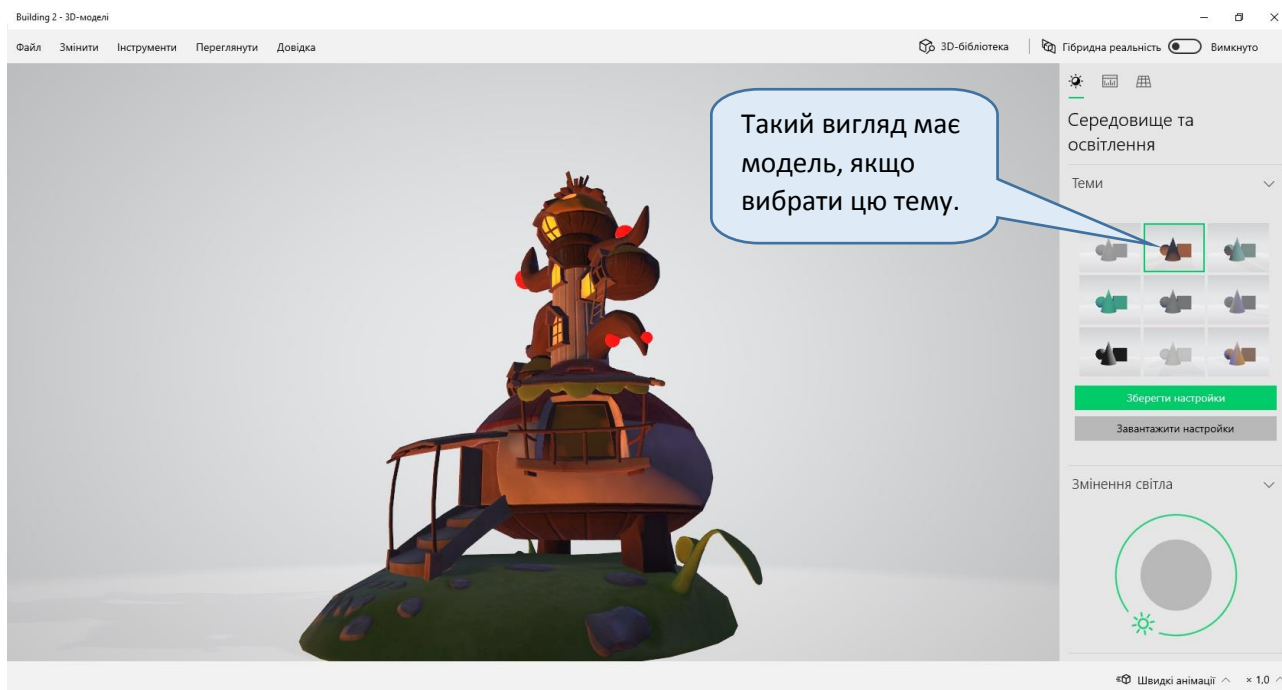 Building 2 - 3D-моделі
Файл Змінити Інструменти Переглянути Довідка
3D-бібліотека Гібридна реальність Вимкнуто
Середовище та
освітлення
Теми
Такий вигляд має
модель, якщо
вибрати цю тему.
Зберегти настройки
Завантажити настройки
Змінення світла
Швидкі анімації × 1,0